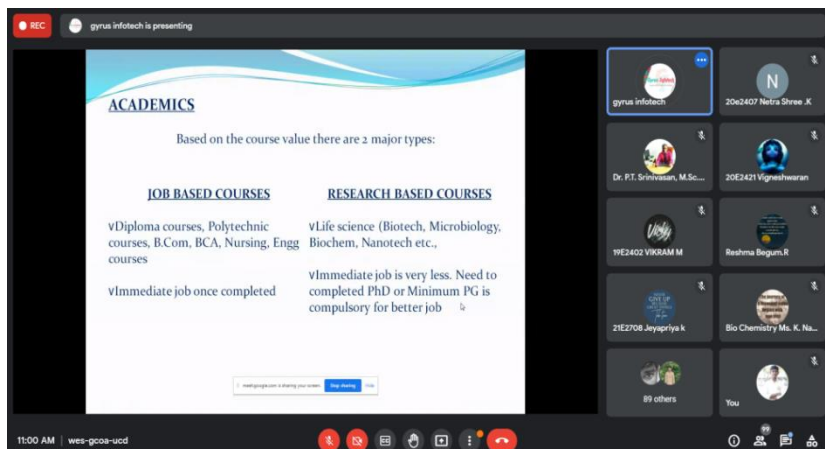 REC
gyrus infotech is presenting
ACADEMICS
Based on the course value there are 2 major types:
JOB BASED COURSES
vDiploma courses, Polytechnic
courses, B.Com, BCA, Nursing, Engg
courses
vImmediate job once completed
RESEARCH BASED COURSES
vLife science (Biotech, Microbiology,
Biochem, Nanotech etc.,
vImmediate job is very less. Need to
completed PhD or Minimum PG is
compulsory for better job
meet.google.com is sharing your screen.
Stop sharing
Hide
gyrus infotech
N
20e2407 Netra Shree .K
Dr. P.T. Srinivasan, M.Sc....
20E2421 Vigneshwaran
Vicky
19E2402 VIKRAM M
Reshma Begum.R
GIVE UP
21E2708 Jeyapriya k
Bio Chemistry Ms. K. Na...
89 others
You
11:00 AM | wes-gcoa-ucd
99